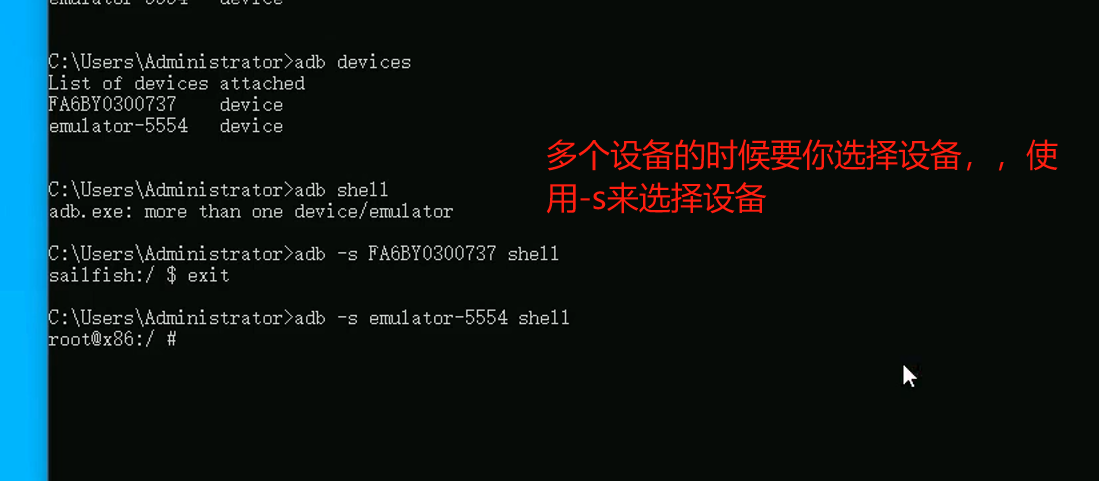 emulator-5554   device
C:\Users\Administrator>adb devices
List of devices attached
FA6BY0300737    device
emulator-5554   device
C:\Users\Administrator>adb shell
adb.exe: more than one device/emulator
C:\Users\Administrator>adb -s FA6BY0300737 shell
sailfish:/ $ exit
C:\Users\Administrator>adb -s emulator-5554 shell
root@x86:/ #
多个设备的时候要你选择设备，，使
用-s来选择设备